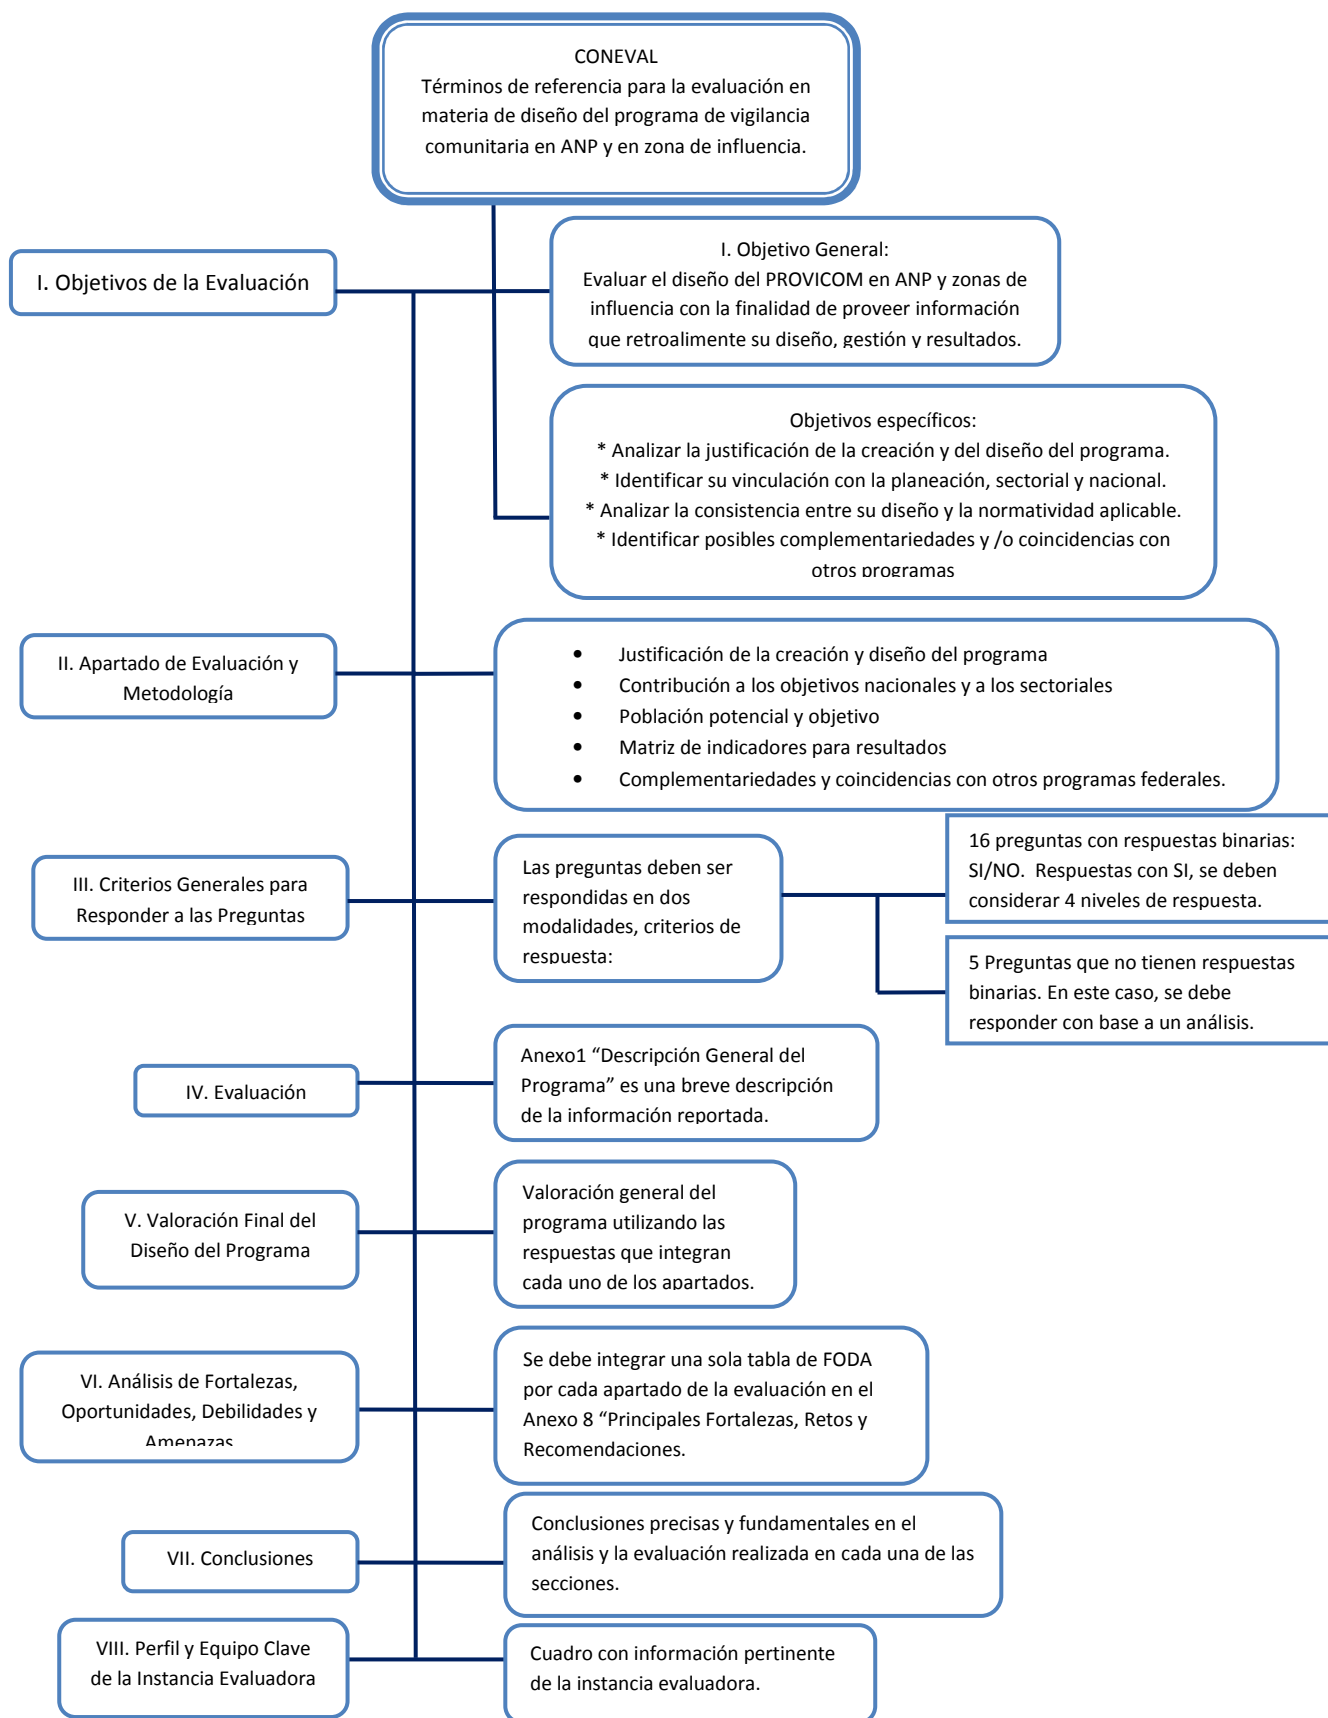 CONEVAL
Términos de referencia para la evaluación en
materia de diseño del programa de vigilancia
comunitaria en ANP y en zona de influencia.
I. Objetivos de la Evaluación
I. Objetivo General:
Evaluar el diseño del PROVICOM en ANP y zonas de
influencia con la finalidad de proveer información
que retroalimente su diseño, gestión y resultados.
Objetivos específicos:
* Analizar la justificación de la creación y del diseño del programa.
* Identificar su vinculación con la planeación, sectorial y nacional.
* Analizar la consistencia entre su diseño y la normatividad aplicable.
* Identificar posibles complementariedades y /o coincidencias con
otros programas
II. Apartado de Evaluación y
Metodología
• Justificación de la creación y diseño del programa
• Contribución a los objetivos nacionales y a los sectoriales
• Población potencial y objetivo
• Matriz de indicadores para resultados
• Complementariedades y coincidencias con otros programas federales.
III. Criterios Generales para
Responder a las Preguntas
Las preguntas deben ser
respondidas en dos
modalidades, criterios de
respuesta:
16 preguntas con respuestas binarias:
SI/NO.  Respuestas con SI, se deben
considerar 4 niveles de respuesta.
5 Preguntas que no tienen respuestas
binarias. En este caso, se debe
responder con base a un análisis.
IV. Evaluación
Anexo1 “Descripción General del
Programa” es una breve descripción
de la información reportada.
V. Valoración Final del
Diseño del Programa
Valoración general del
programa utilizando las
respuestas que integran
cada uno de los apartados.
VI. Análisis de Fortalezas,
Oportunidades, Debilidades y
Amenazas
Se debe integrar una sola tabla de FODA
por cada apartado de la evaluación en el
Anexo 8 “Principales Fortalezas, Retos y
Recomendaciones.
VII. Conclusiones
Conclusiones precisas y fundamentales en el
análisis y la evaluación realizada en cada una de las
secciones.
VIII. Perfil y Equipo Clave
de la Instancia Evaluadora
Cuadro con información pertinente
de la instancia evaluadora.